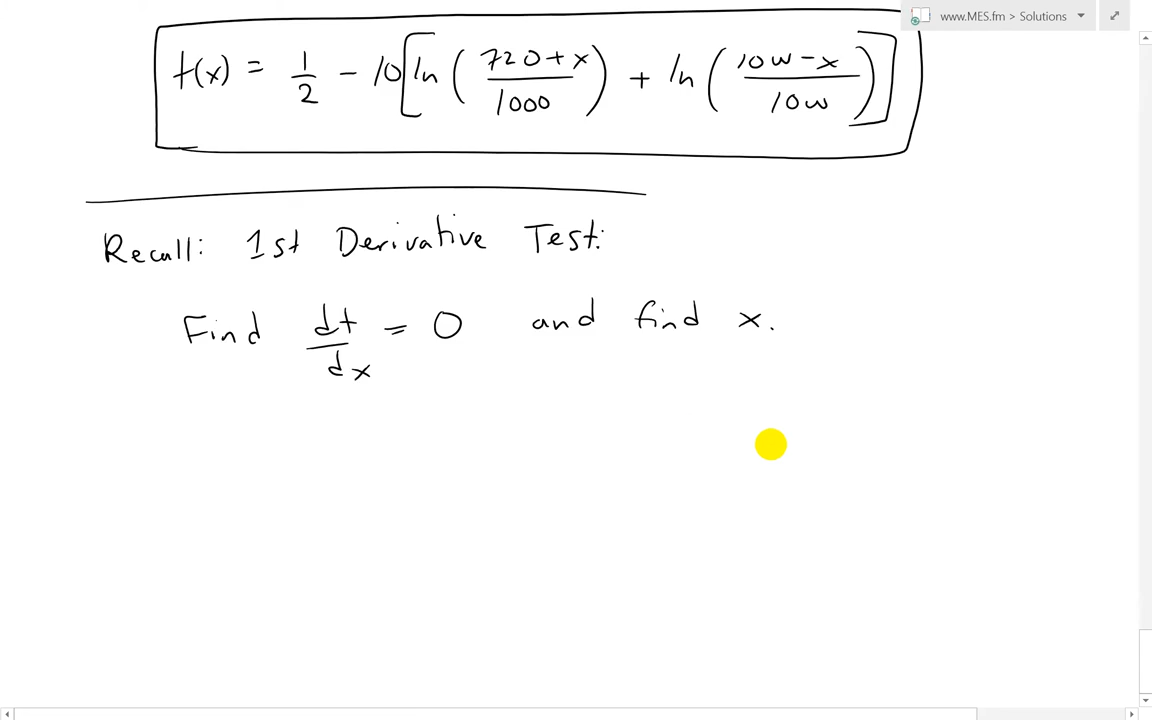 www.MES.fm > Solutions
t(x) = 1/2 - 10[ln((720+x)/1000) + ln((10w-x)/10w)]
Recall: 1st Derivative Test:
Find dt/dx = 0 and find x.